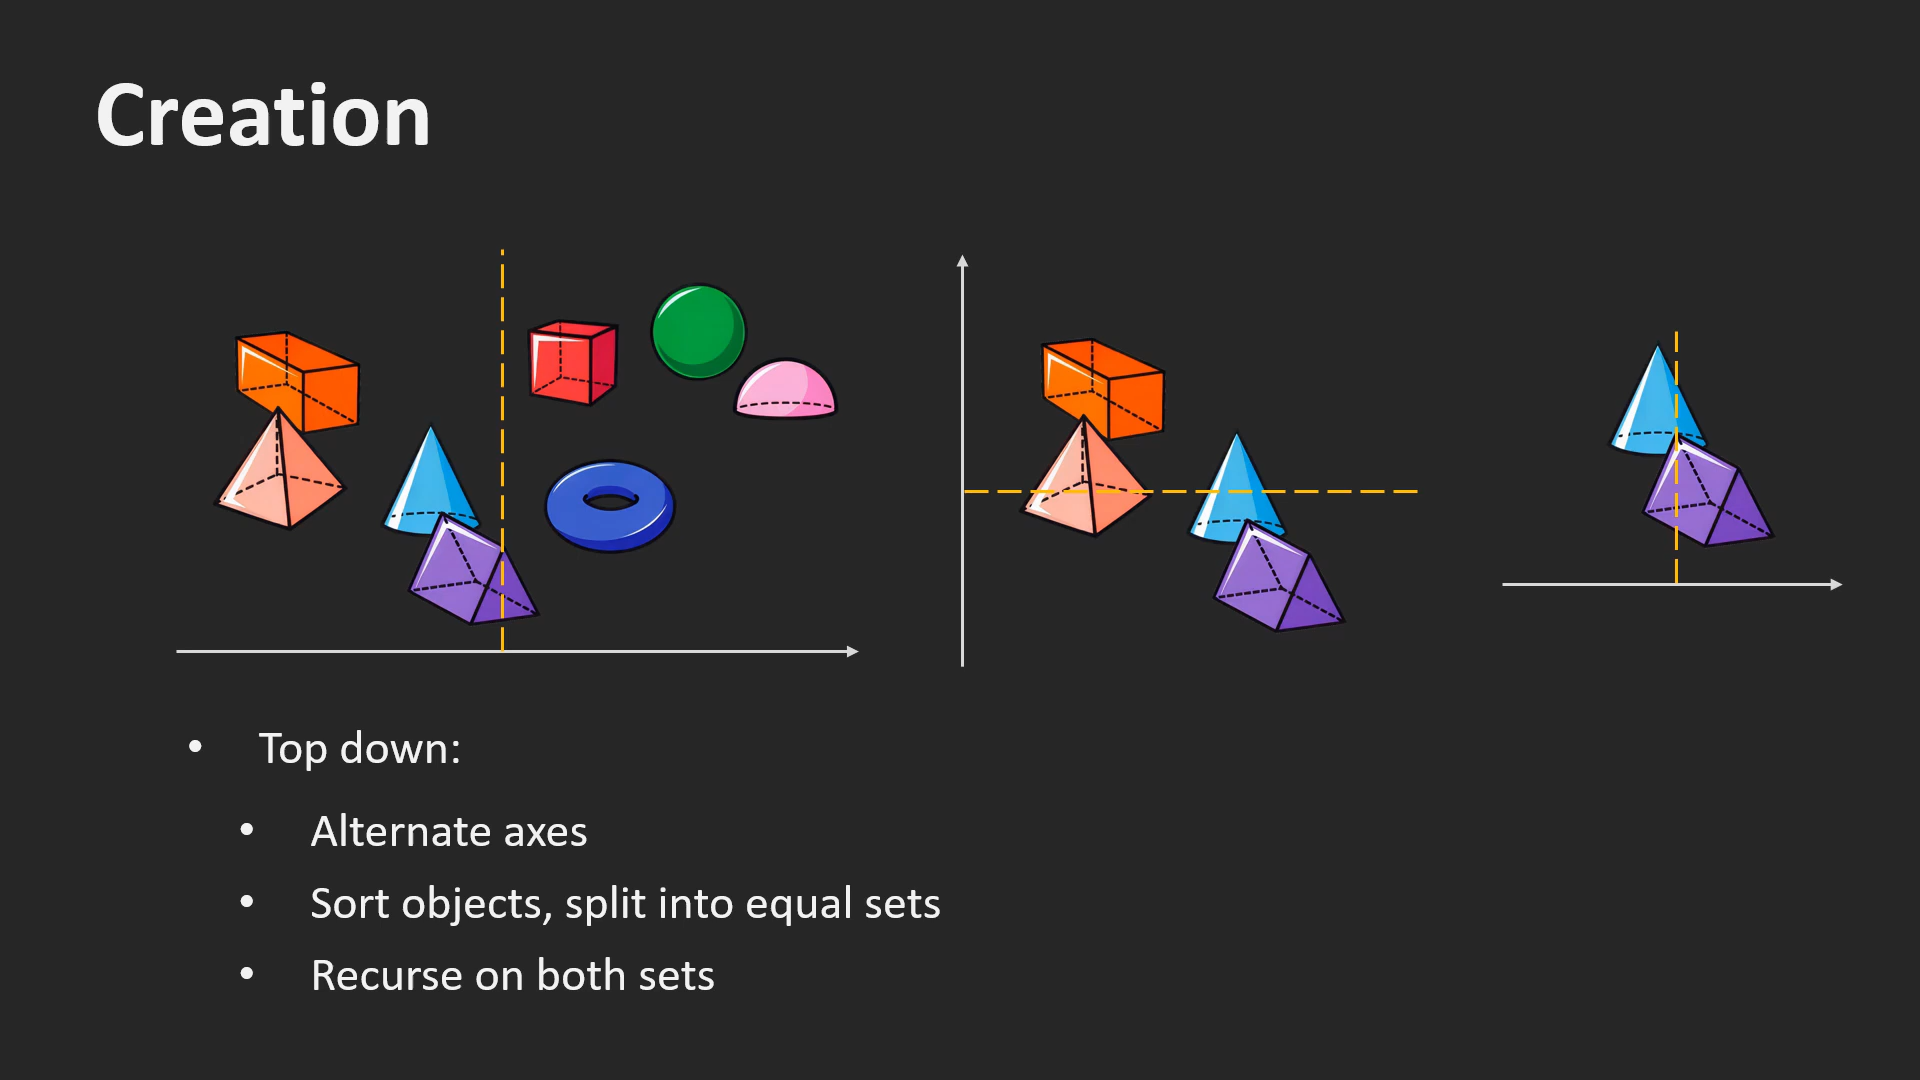 Creation
• Top down:
• Alternate axes
• Sort objects, split into equal sets
• Recurse on both sets